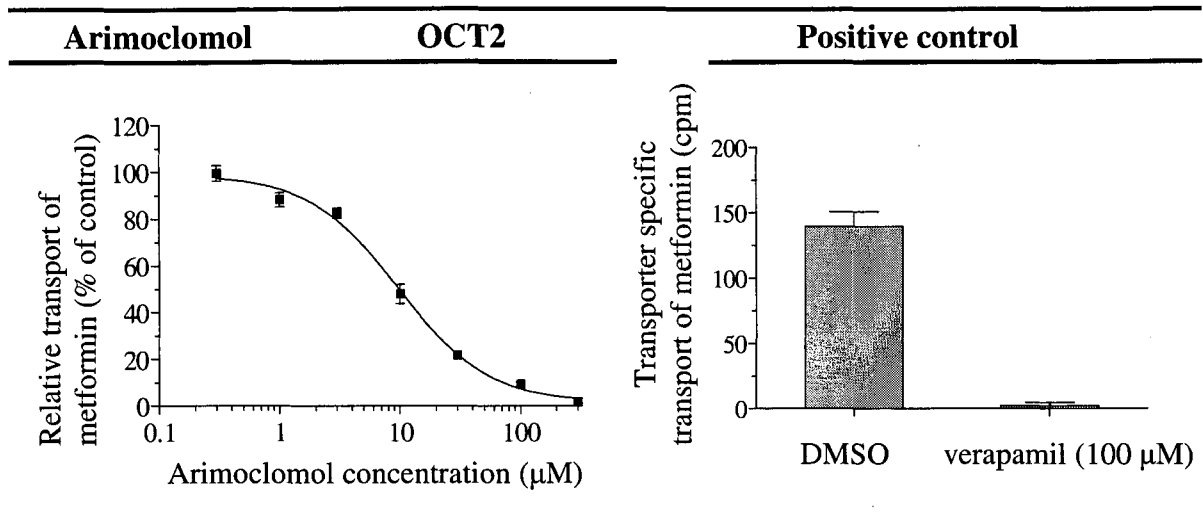 Arimoclomol OCT2
Positive control
Relative transport of
metformin (% of control)
120
100
80
60
40
20
0
0.1 1 10 100
Arimoclomol concentration (µM)
Transporter specific
transport of metformin (cpm)
200
150
100
50
0
DMSO verapamil (100 µM)